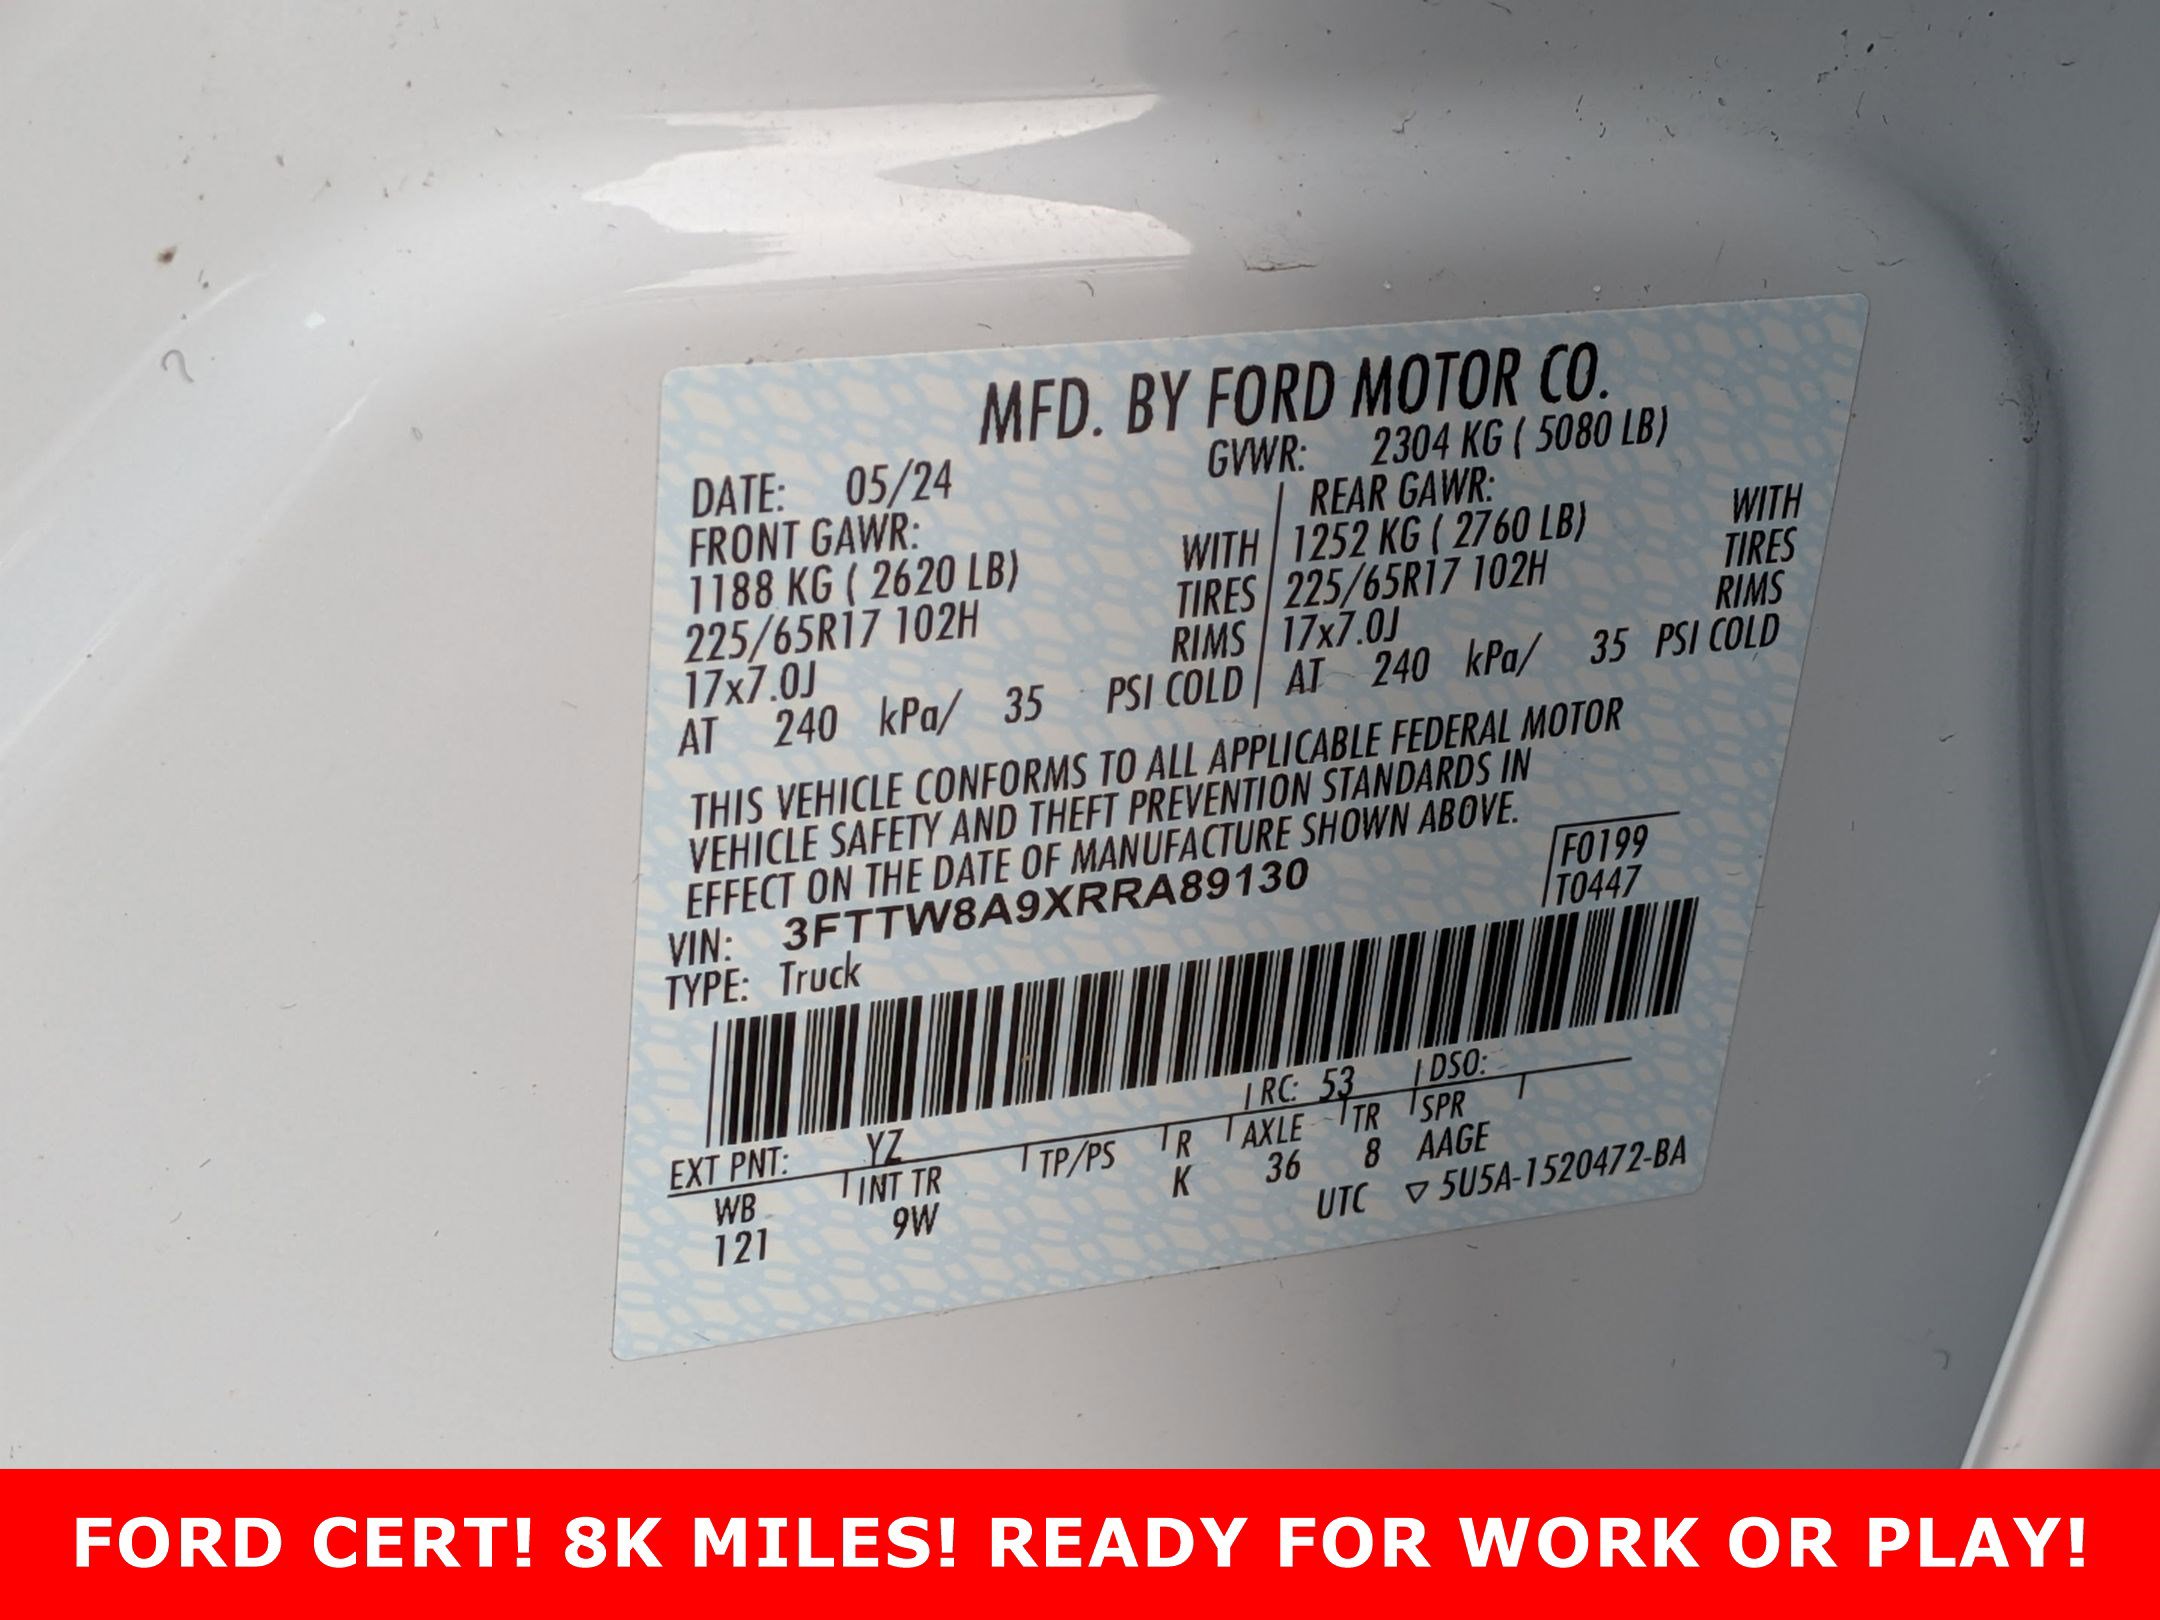 MFD. BY FORD MOTOR CO.
DATE: 05/24 GVWR: 2304 KG ( 5080 LB)
FRONT GAWR: REAR GAWR:
1188 KG ( 2620 LB) WITH 1252 KG ( 2760 LB) WITH
225/65R17 102H TIRES 225/65R17 102H TIRES
17x7.0J RIMS 17x7.0J RIMS
AT 240 kPa/ 35 PSI COLD AT 240 kPa/ 35 PSI COLD
THIS VEHICLE CONFORMS TO ALL APPLICABLE FEDERAL MOTOR
VEHICLE SAFETY AND THEFT PREVENTION STANDARDS IN
EFFECT ON THE DATE OF MANUFACTURE SHOWN ABOVE.
VIN: 3FTTW8A9XRRA89130 F0199
TYPE: Truck T0447
EXT PNT: YZ RC: 53 DSO:
WB INT TR TP/PS R AXLE TR SPR
121 9W K 36 8 AAGE
UTC ▽ 5U5A-1520472-BA
FORD CERT! 8K MILES! READY FOR WORK OR PLAY!